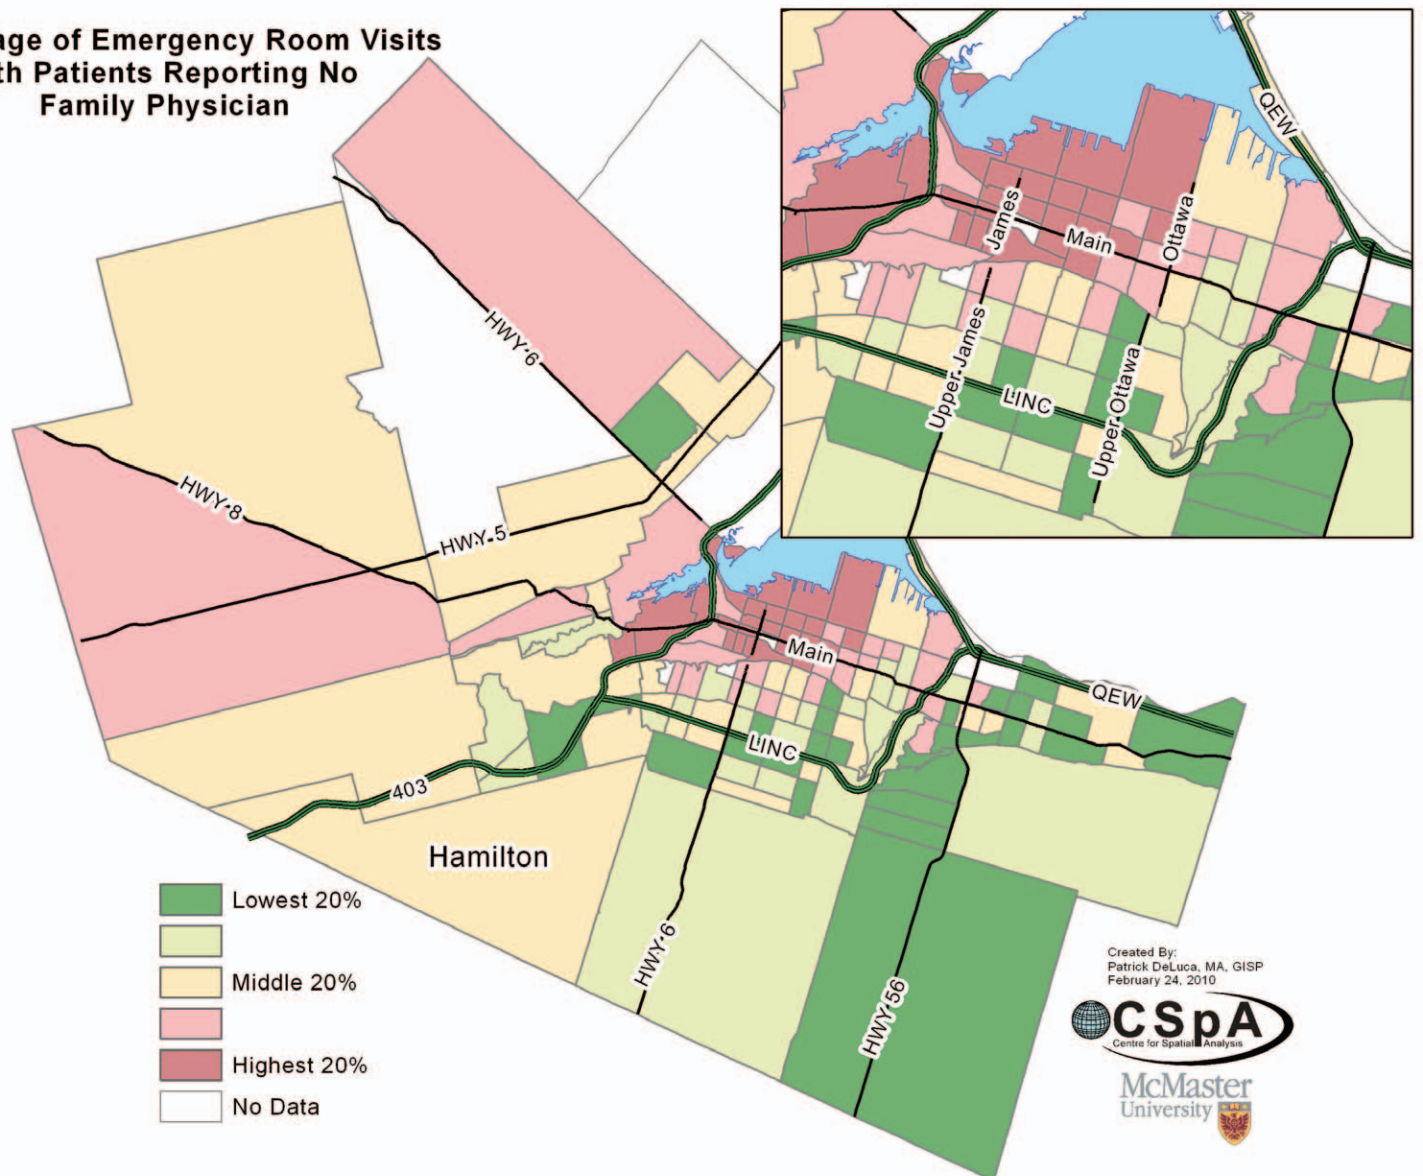 age of Emergency Room Visits
th Patients Reporting No
Family Physician
QEW
James
Main
Ottawa
Upper James
LINC
Upper Ottawa
HWY 6
HWY 8
HWY 5
Main
QEW
LINC
403
Hamilton
HWY 6
HWY 56
Lowest 20%
Middle 20%
Highest 20%
No Data
Created By:
Patrick DeLuca, MA, GISP
February 24, 2010
CSpA
Centre for Spatial Analysis
McMaster
University